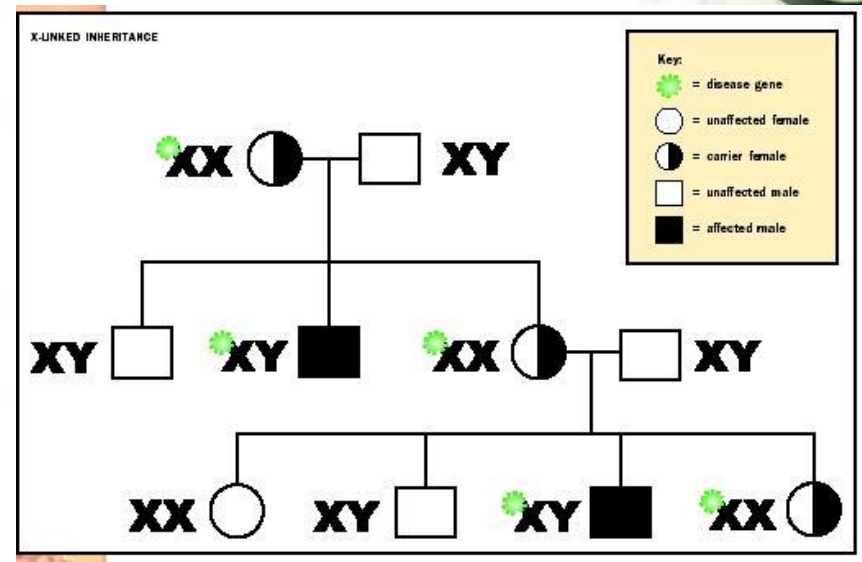 X-LINKED INHERITANCE
Key:
= disease gene
= unaffected female
= carrier female
= unaffected male
= affected male
XX XY
XY XY XX XY
XX XY XY XX